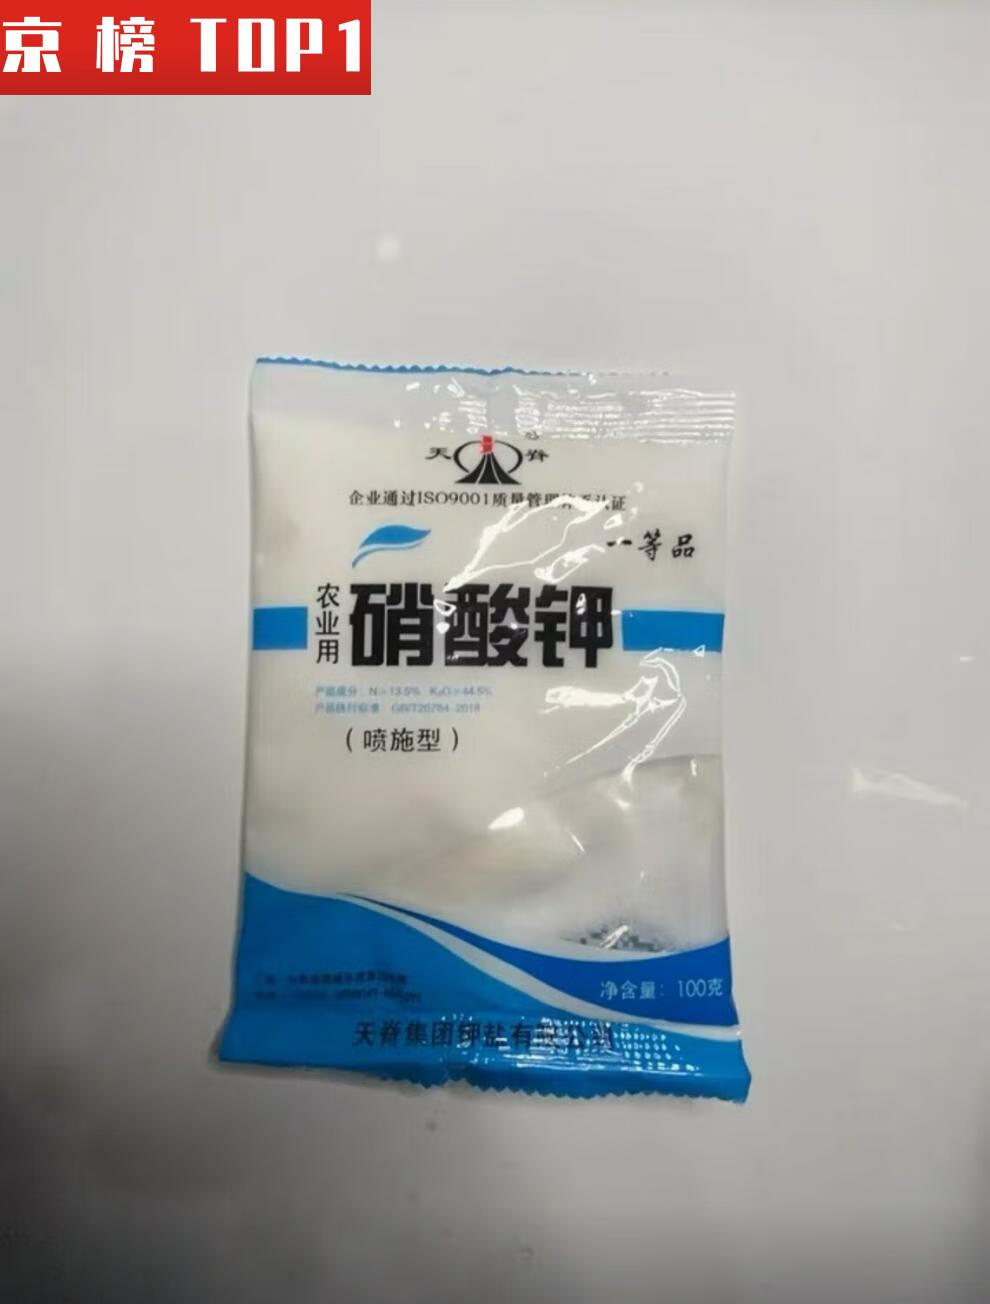 京榜 TOP1
天脊
企业通过ISO9001质量管理体系认证
一等品
农业用
硝酸钾
产品成分: N≥13.5% K₂O≥44.5%
产品执行标准: GB/T20784-2018
(喷施型)
净含量: 100克
天脊集团钾盐有限公司